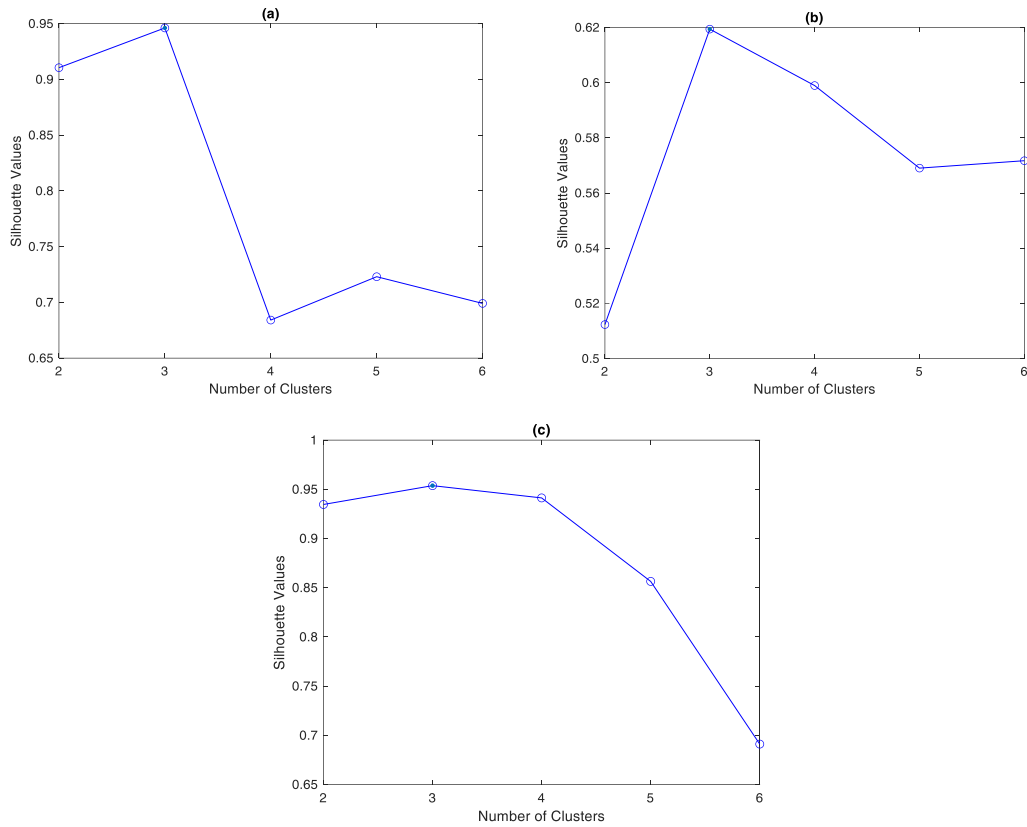 (a)
0.95
0.9
0.85
0.8
0.75
0.7
0.65
2 3 4 5 6
Number of Clusters
Silhouette Values
(b)
0.62
0.6
0.58
0.56
0.54
0.52
0.5
2 3 4 5 6
Number of Clusters
Silhouette Values
(c)
1
0.95
0.9
0.85
0.8
0.75
0.7
0.65
2 3 4 5 6
Number of Clusters
Silhouette Values